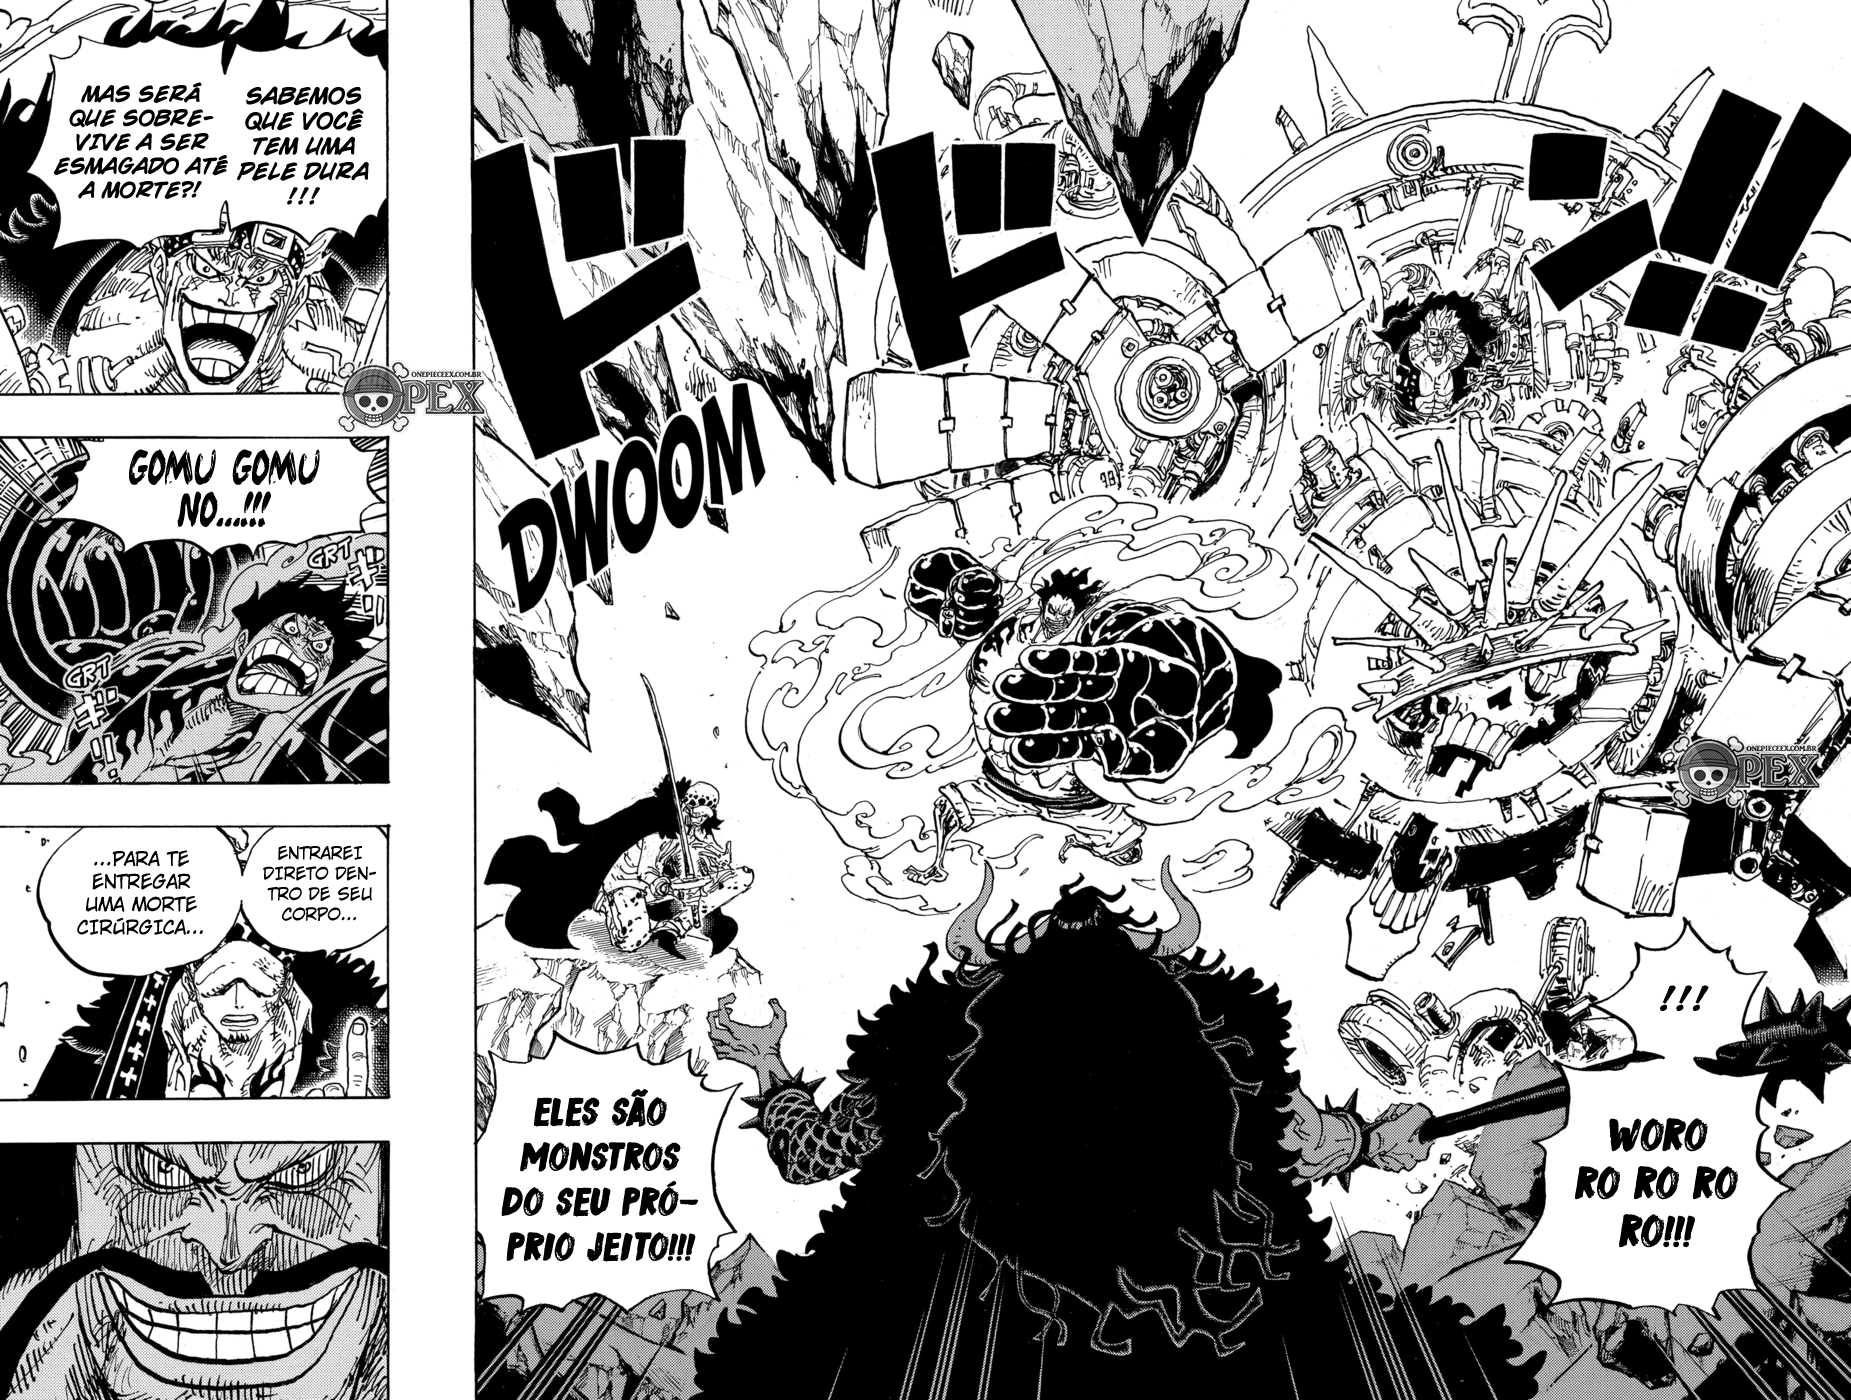 ドドン!!
DWOOM
!!!
WORO
RO RO RO
RO!!!
ELES SÃO
MONSTROS
DO SEU PRÓ-
PRIO JEITO!!!
SABEMOS
QUE VOCÊ
TEM UMA
PELE DURA
!!!
MAS SERÁ
QUE SOBRE-
VIVE A SER
ESMAGADO ATÉ
A MORTE?!
ONEPIECEEX.COM.BR
OPEX
GOMU GOMU
NO...!!!
GRT
ギ
GRT
ギリ
ENTRAREI
DIRETO DEN-
TRO DE SEU
CORPO...
...PARA TE
ENTREGAR
UMA MORTE
CIRÚRGICA...
ONEPIECEEX.COM.BR
OPEX